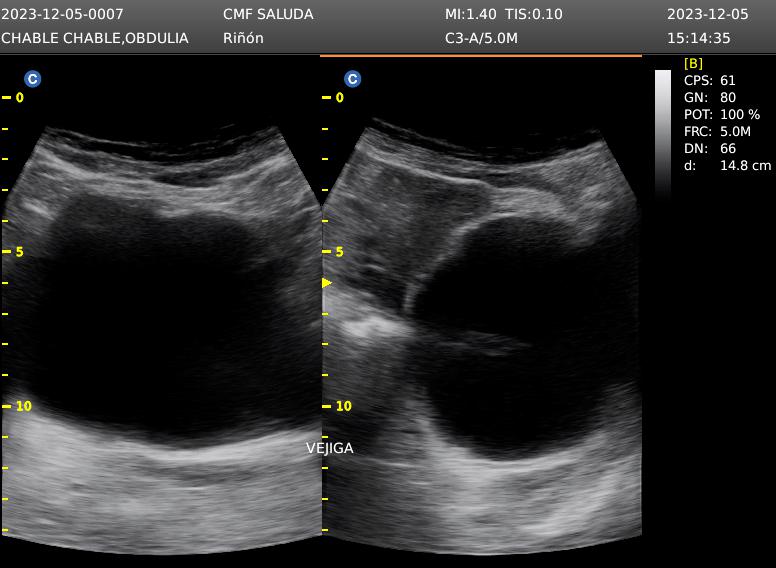 2023-12-05-0007 CMF SALUDA MI:1.40 TIS:0.10 2023-12-05
CHABLE CHABLE,OBDULIA Riñón C3-A/5.0M 15:14:35
[B]
C C
0 0
CPS: 61
GN: 80
POT: 100 %
FRC: 5.0M
DN: 66
d: 14.8 cm
5 5
10 10
VEJIGA